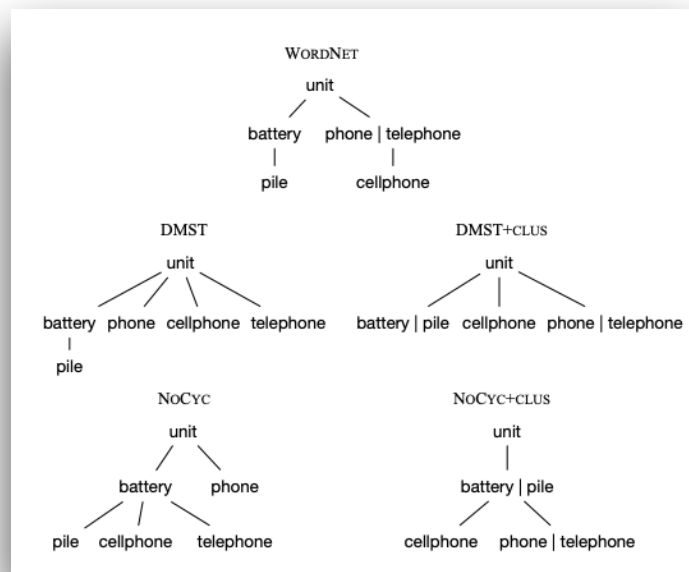 WORDNET
unit
battery phone | telephone
pile cellphone
DMST
unit
battery phone cellphone telephone
pile
DMST+CLUS
unit
battery | pile cellphone phone | telephone
NOCYC
unit
battery phone
pile cellphone telephone
NOCYC+CLUS
unit
battery | pile
cellphone phone | telephone